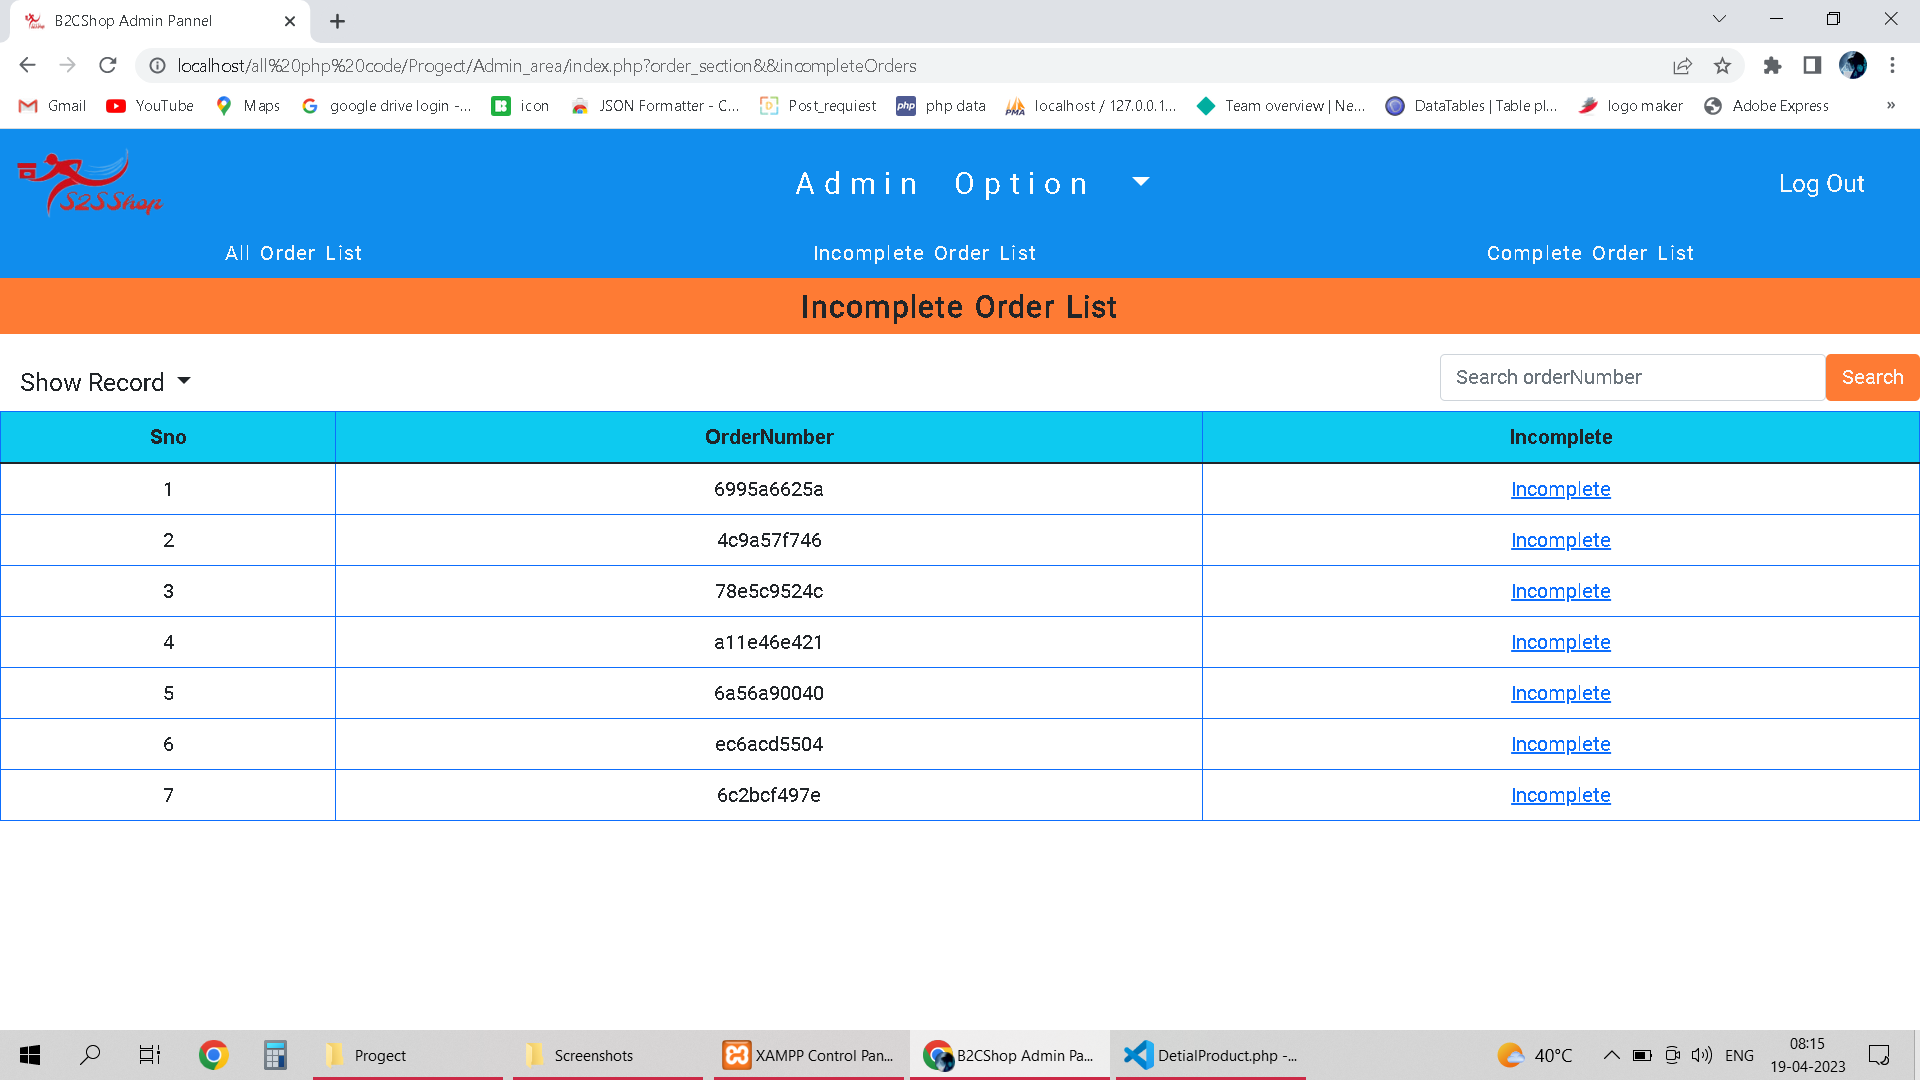 B2CShop Admin Pannel
localhost/all%20php%20code/Progect/Admin_area/index.php?order_section&&incompleteOrders
Gmail YouTube Maps google drive login -... icon JSON Formatter - C... Post_requiest php data localhost / 127.0.0.1... Team overview | Ne... DataTables | Table pl... logo maker Adobe Express »
S2SShop
Admin Option
Log Out
All Order List Incomplete Order List Complete Order List
Incomplete Order List
Show Record
Search orderNumber Search
Sno OrderNumber Incomplete
1 6995a6625a Incomplete
2 4c9a57f746 Incomplete
3 78e5c9524c Incomplete
4 a11e46e421 Incomplete
5 6a56a90040 Incomplete
6 ec6acd5504 Incomplete
7 6c2bcf497e Incomplete
Progect Screenshots XAMPP Control Pan... B2CShop Admin Pa... DetialProduct.php -... 40°C ENG
08:15
19-04-2023